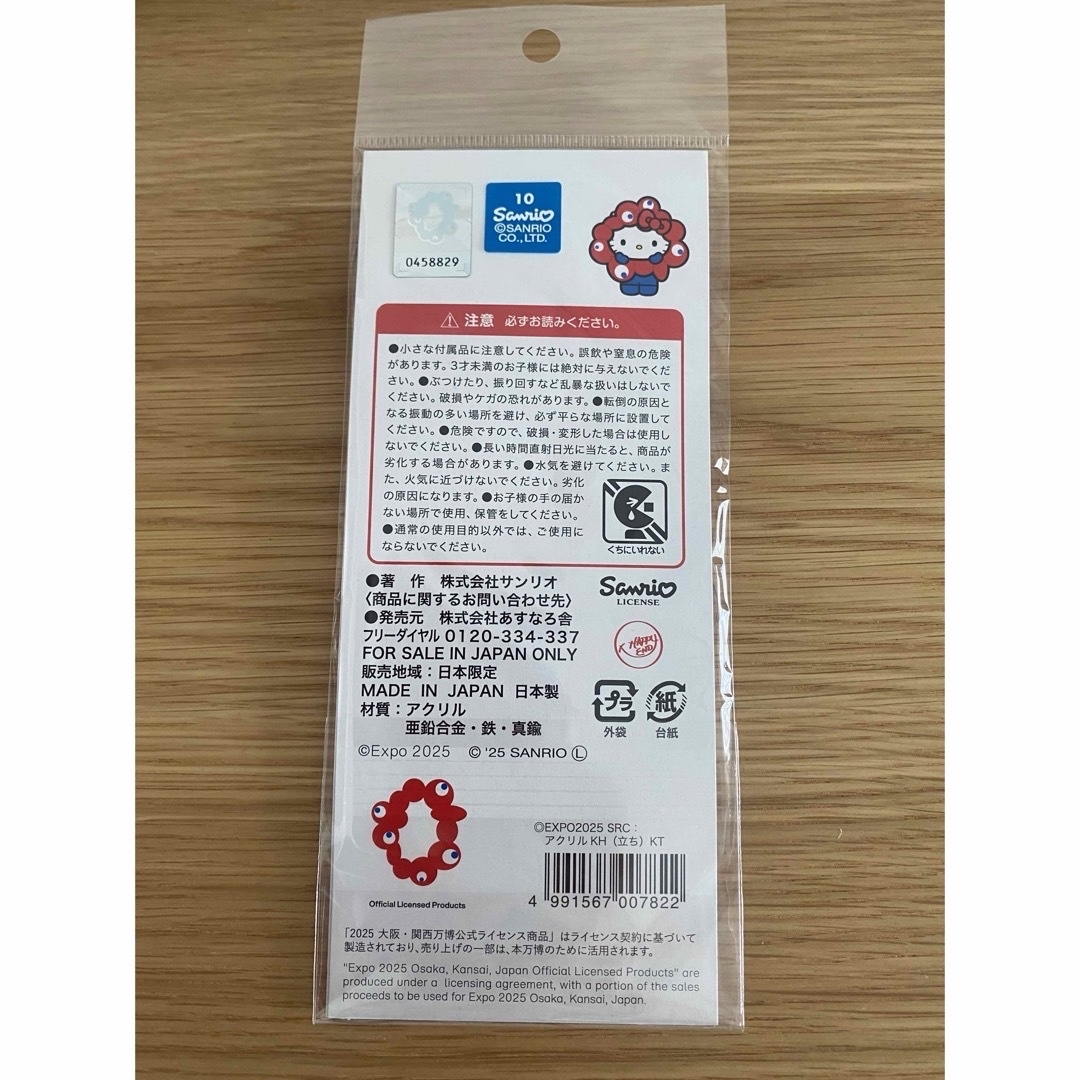 0458829
10
Sanrio
©SANRIO
CO., LTD.
注意 必ずお読みください。
●小さな付属品に注意してください。誤飲や窒息の危険
があります。3才未満のお子様には絶対に与えないでくだ
さい。●ぶつけたり、振り回すなど乱暴な扱いはしないで
ください。破損やケガの恐れがあります。●転倒の原因と
なる振動の多い場所を避け、必ず平らな場所に設置して
ください。●危険ですので、破損・変形した場合は使用し
ないでください。●長い時間直射日光に当たると、商品が
劣化する場合があります。●水気を避けてください。ま
た、火気に近づけないでください。劣化
の原因になります。●お子様の手の届か
ない場所で使用、保管をしてください。
●通常の使用目的以外では、ご使用に
ならないでください。
くちにいれない
●著 作 株式会社サンリオ
〈商品に関するお問い合わせ先〉
●発売元 株式会社あすなろ舎
フリーダイヤル 0120-334-337
FOR SALE IN JAPAN ONLY
販売地域：日本限定
MADE IN JAPAN 日本製
材質：アクリル
亜鉛合金・鉄・真鍮
©Expo 2025 © '25 SANRIO Ⓛ
Sanrio
LICENSE
HAPPY
END
プラ
外袋
紙
台紙
Official Licensed Products
©EXPO2025 SRC：
アクリルKH（立ち）KT
4 991567 007822
「2025 大阪・関西万博公式ライセンス商品」はライセンス契約に基づいて
製造されており、売り上げの一部は、本万博のために活用されます。
"Expo 2025 Osaka, Kansai, Japan Official Licensed Products" are
produced under a licensing agreement, with a portion of the sales
proceeds to be used for Expo 2025 Osaka, Kansai, Japan.